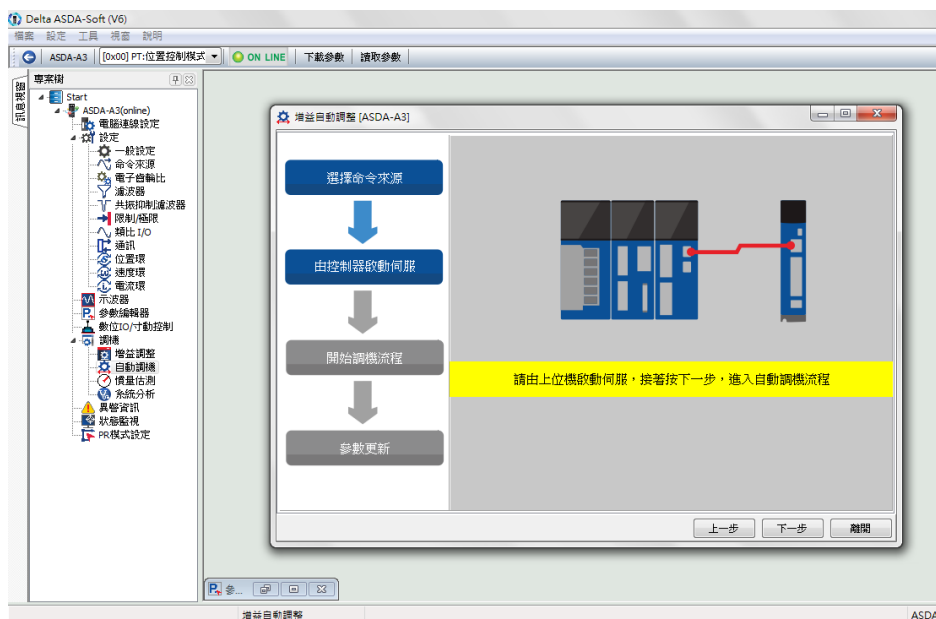 Delta ASDA-Soft (V6)
檔案 設定 工具 視窗 說明
ASDA-A3 [0x00] PT:位置控制模式 ON LINE 下載參數 讀取參數
訊息視窗
專案樹
Start
ASDA-A3(online)
電腦連線設定
設定
一般設定
命令來源
電子齒輪比
濾波器
共振抑制濾波器
限制/極限
類比 I/O
通訊
位置環
速度環
電流環
示波器
參數編輯器
數位IO/寸動控制
調機
增益調整
自動調機
慣量估測
系統分析
異警資訊
狀態監視
PR模式設定
增益自動調整 [ASDA-A3]
選擇命令來源
由控制器啟動伺服
開始調機流程
參數更新
請由上位機啟動伺服，接著按下一步，進入自動調機流程
上一步 下一步 離開
參...
增益自動調整
ASDA